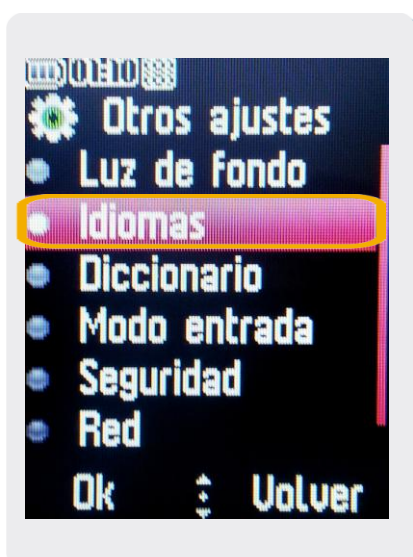 01:10
Otros ajustes
Luz de fondo
Idiomas
Diccionario
Modo entrada
Seguridad
Red
Ok Volver